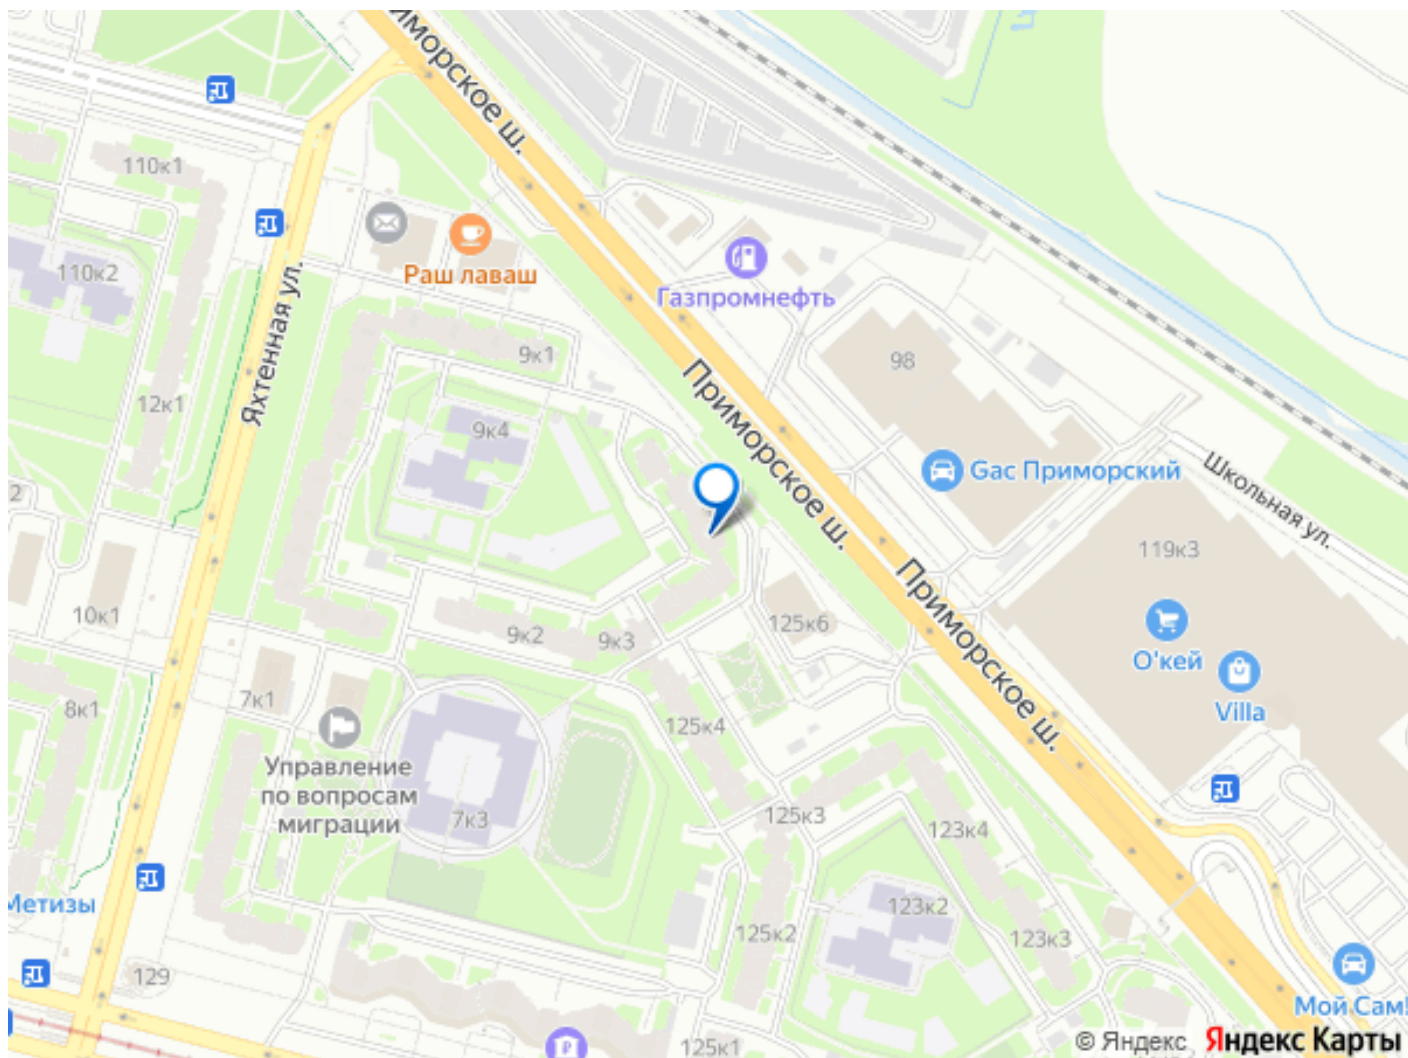 иморское ш.
110к1
110к2
Раш лаваш
Газпромнефть
Яхтенная ул.
9к1
98
12к1
9к4
Приморское ш.
Gac Приморский
Школьная ул.
2
119к3
Приморское ш.
10к1
9к2
9к3
125к6
О'кей
Villa
7к1
8к1
125к4
Управление
по вопросам
миграции
7к3
125к3
123к4
Метизы
123к2
125к2
123к3
129
Мой Сам!
125к1
© Яндекс Яндекс Карты